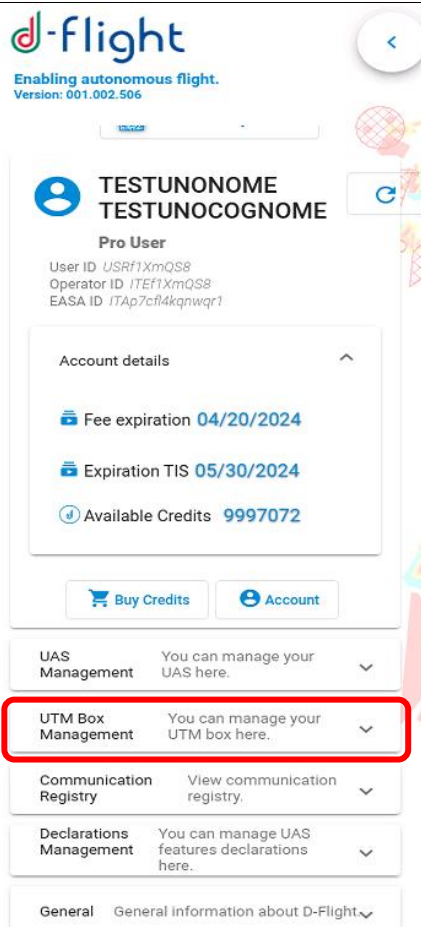 d-flight
Enabling autonomous flight.
Version: 001.002.506
TESTUNONOME
TESTUNOCOGNOME
Pro User
User ID USRf1XmQS8
Operator ID ITEf1XmQS8
EASA ID ITAp7cfl4kqnwqr1
Account details
Fee expiration 04/20/2024
Expiration TIS 05/30/2024
Available Credits 9997072
Buy Credits
Account
UAS Management
You can manage your UAS here.
UTM Box Management
You can manage your UTM box here.
Communication Registry
View communication registry.
Declarations Management
You can manage UAS features declarations here.
General
General information about D-Flight.